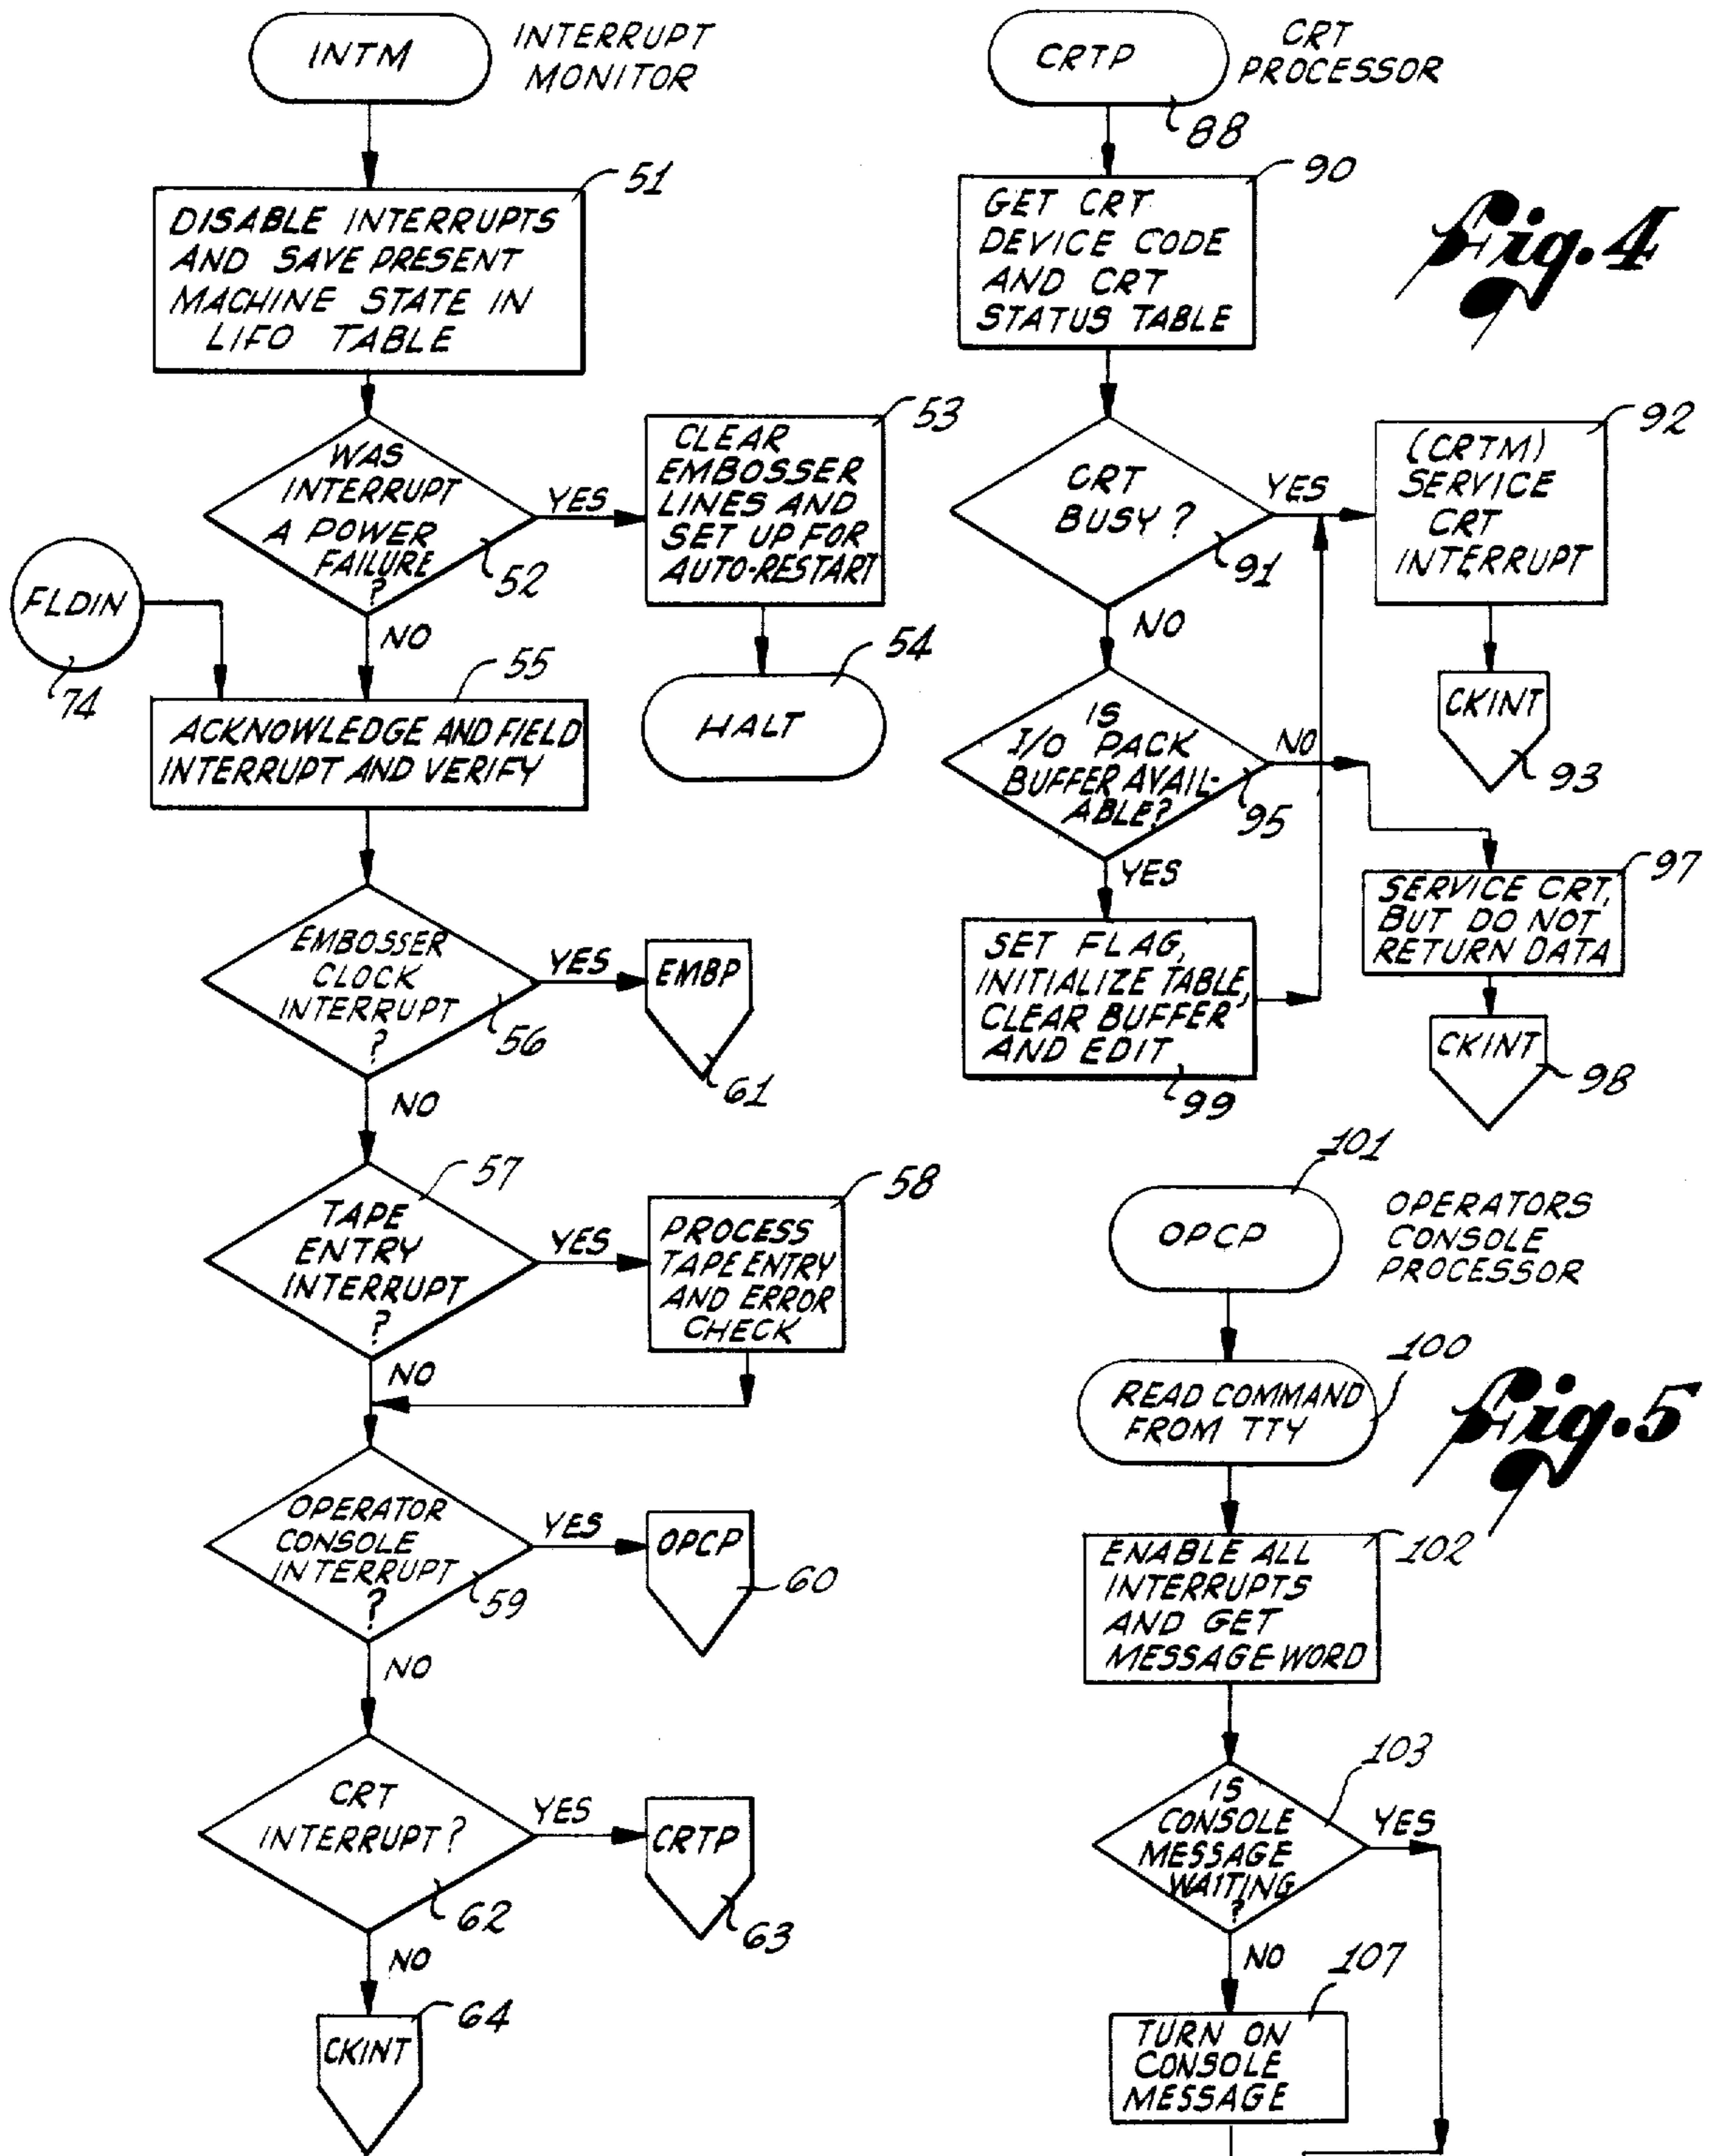 INTM
INTERRUPT
MONITOR
51
DISABLE INTERRUPTS
AND SAVE PRESENT
MACHINE STATE IN
LIFO TABLE
WAS
INTERRUPT
A POWER
FAILURE
?
52
YES
NO
53
CLEAR
EMBOSSER
LINES AND
SET UP FOR
AUTO-RESTART
54
HALT
FLDIN
74
55
ACKNOWLEDGE AND FIELD
INTERRUPT AND VERIFY
EMBOSSER
CLOCK
INTERRUPT
?
56
YES
EMBP
61
NO
57
TAPE
ENTRY
INTERRUPT
?
YES
58
PROCESS
TAPE ENTRY
AND ERROR
CHECK
NO
OPERATOR
CONSOLE
INTERRUPT
?
59
YES
OPCP
60
NO
CRT
INTERRUPT?
62
YES
CRTP
63
NO
64
CKINT
CRTP
CRT
PROCESSOR
88
90
GET CRT
DEVICE CODE
AND CRT
STATUS TABLE
Fig. 4
CRT
BUSY?
91
YES
92
(CRTM)
SERVICE
CRT
INTERRUPT
CKINT
93
NO
IS
I/O PACK
BUFFER AVAIL-
ABLE?
95
NO
97
SERVICE CRT,
BUT DO NOT
RETURN DATA
CKINT
98
YES
SET FLAG,
INITIALIZE TABLE,
CLEAR BUFFER
AND EDIT
99
101
OPCP
OPERATORS
CONSOLE
PROCESSOR
100
READ COMMAND
FROM TTY
Fig. 5
102
ENABLE ALL
INTERRUPTS
AND GET
MESSAGE WORD
103
IS
CONSOLE
MESSAGE
WAITING
?
YES
NO
107
TURN ON
CONSOLE
MESSAGE